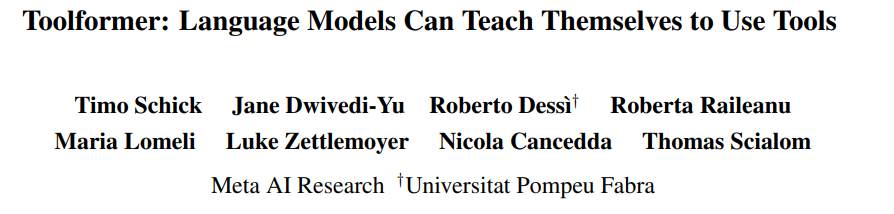 Toolformer: Language Models Can Teach Themselves to Use Tools
Timo Schick Jane Dwivedi-Yu Roberto Dessì† Roberta Raileanu
Maria Lomeli Luke Zettlemoyer Nicola Cancedda Thomas Scialom
Meta AI Research †Universitat Pompeu Fabra